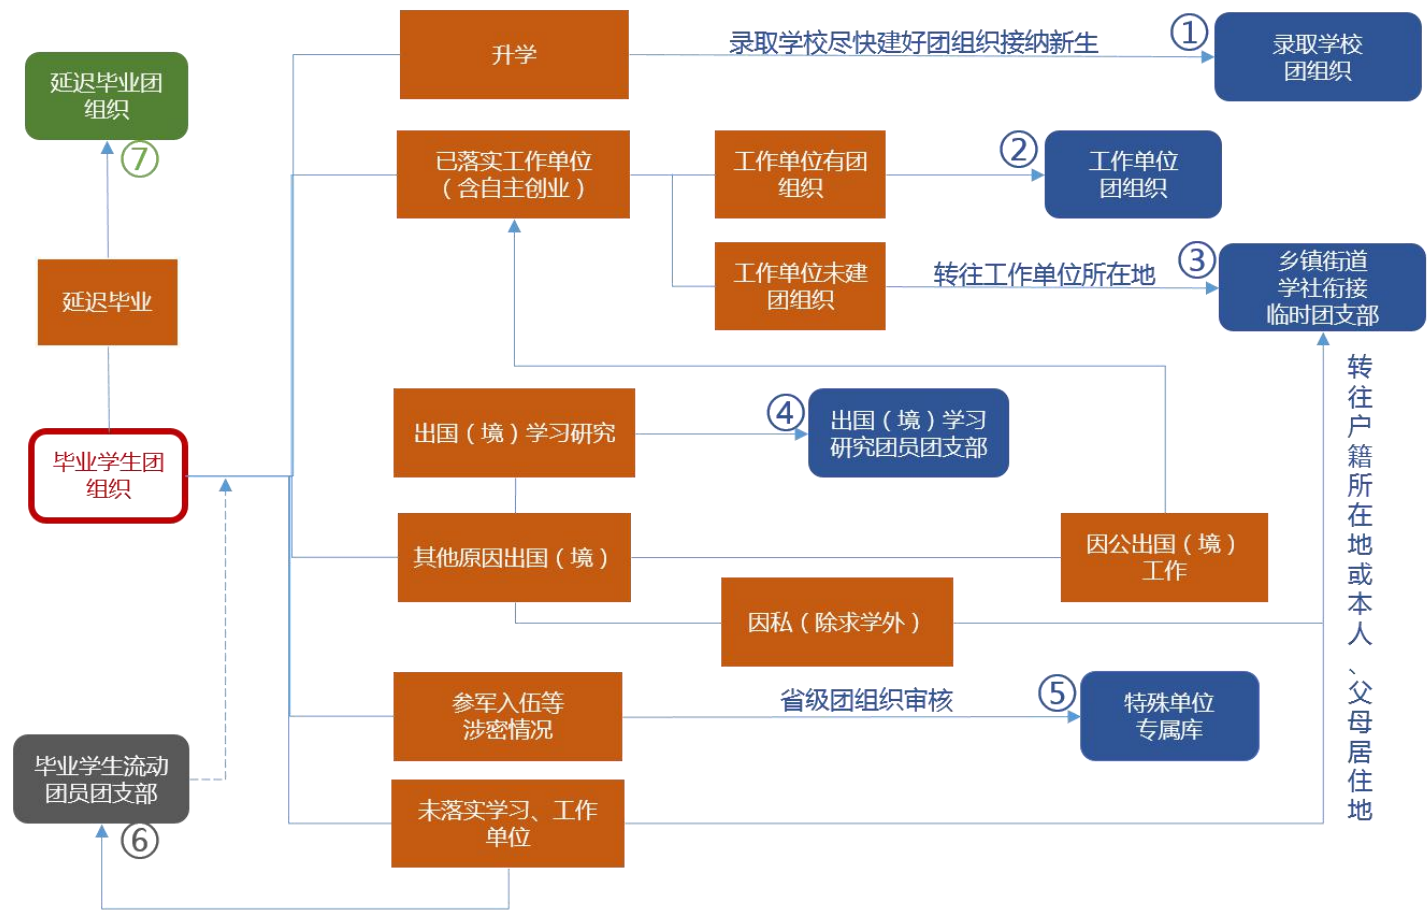 升学
录取学校尽快建好团组织接纳新生
①
录取学校
团组织
延迟毕业团
组织
⑦
已落实工作单位
（含自主创业）
工作单位有团
组织
②
工作单位
团组织
延迟毕业
工作单位未建
团组织
转往工作单位所在地
③
乡镇街道
学社衔接
临时团支部
毕业学生团
组织
出国（境）学习研究
④
出国（境）学习
研究团员团支部
转往户籍所在地或本人、父母居住地
其他原因出国（境）
因公出国（境）
工作
因私（除求学外）
参军入伍等
涉密情况
省级团组织审核
⑤
特殊单位
专属库
毕业学生流动
团员团支部
⑥
未落实学习、工作
单位